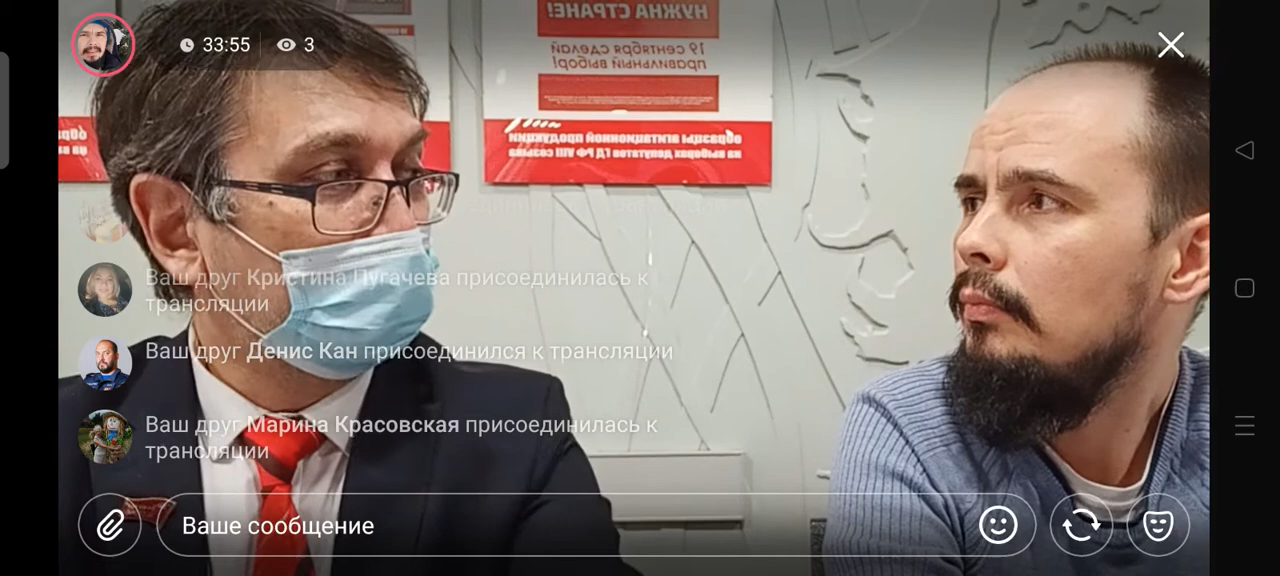 33:55
3
НУЖНА СТРАНЕ!
19 сентября сделай
правильный выбор!
образцы агитационной продукции
на выборах депутатов ГД РФ VIII созыва
Ваш друг Кристина Пугачева присоединилась к
трансляции
Ваш друг Денис Кан присоединился к трансляции
Ваш друг Марина Красовская присоединилась к
трансляции
Ваше сообщение